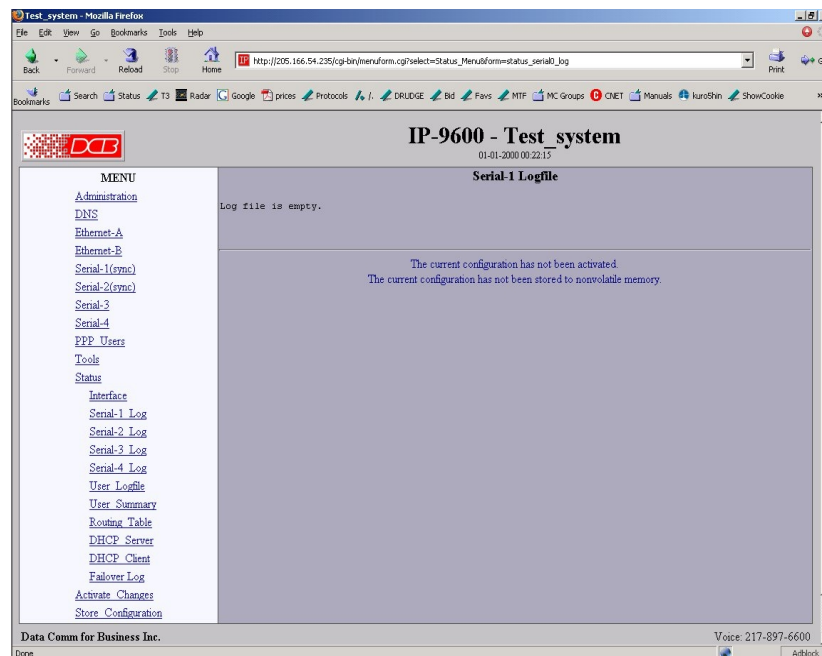 Test_system - Mozilla Firefox
File Edit View Go Bookmarks Tools Help
Back Forward Reload Stop Home http://205.166.54.235/cgi-bin/menuform.cgi?select=Status_Menu&form=status_serial0_log Print G
Bookmarks Search Status T3 Radar Google prices Protocols /. DRUDGE Bid Favs MTF MC Groups CNET Manuals kuro5hin ShowCookie »
DCB
IP-9600 - Test_system
01-01-2000 00:22:15
MENU
Administration
DNS
Ethernet-A
Ethernet-B
Serial-1(sync)
Serial-2(sync)
Serial-3
Serial-4
PPP Users
Tools
Status
Interface
Serial-1 Log
Serial-2 Log
Serial-3 Log
Serial-4 Log
User Logfile
User Summary
Routing Table
DHCP Server
DHCP Client
Failover Log
Activate Changes
Store Configuration
Serial-1 Logfile
Log file is empty.
The current configuration has not been activated.
The current configuration has not been stored to nonvolatile memory.
Data Comm for Business Inc. Voice: 217-897-6600
Done Adblock